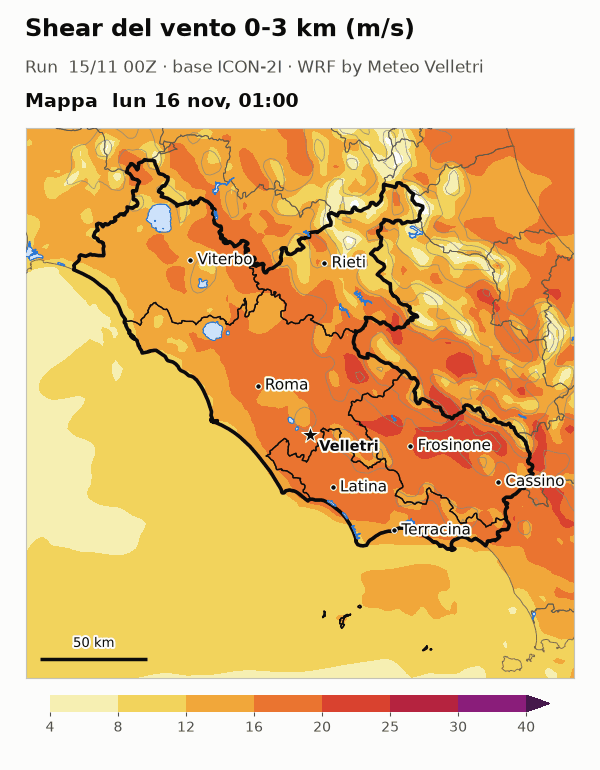 Shear del vento 0-3 km (m/s)
Run  15/11 00Z · base ICON-2I · WRF by Meteo Velletri
Mappa  lun 16 nov, 01:00
Viterbo
Rieti
Roma
Velletri
Frosinone
Cassino
Latina
Terracina
50 km
4 8 12 16 20 25 30 40